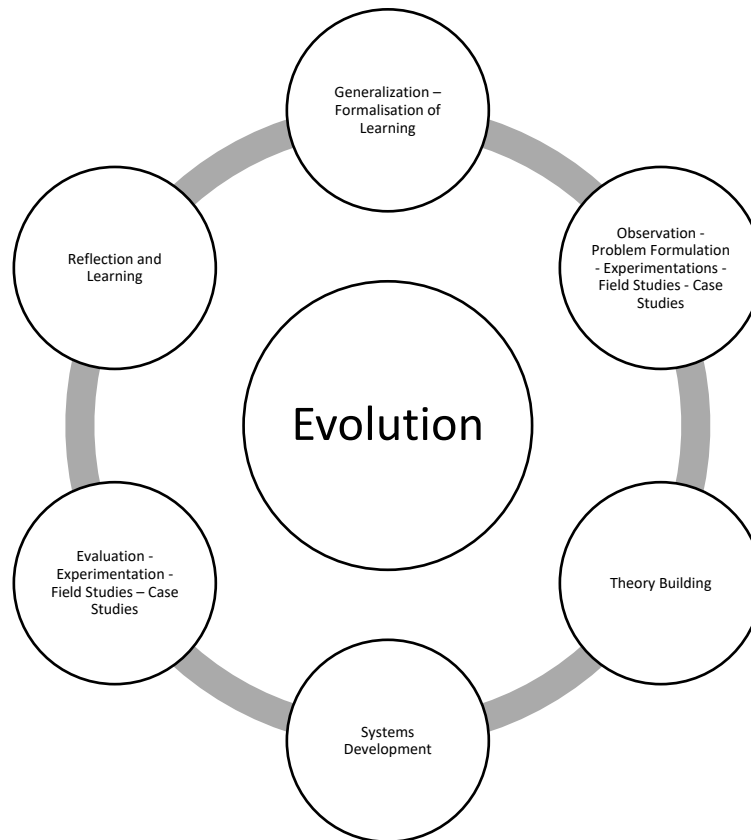 Generalization –
Formalisation of
Learning
Observation -
Problem Formulation
- Experimentations -
Field Studies - Case
Studies
Reflection and
Learning
Evolution
Evaluation -
Experimentation -
Field Studies – Case
Studies
Theory Building
Systems
Development